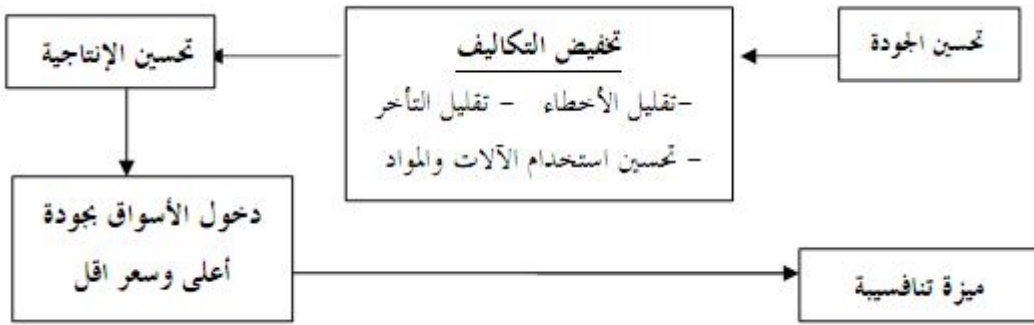 تحسين الجودة
تخفيض التكاليف
-تقليل الأخطاء - تقليل التأخر
- تحسين استخدام الآلات والمواد
تحسين الإنتاجية
دخول الأسواق بجودة
أعلى وسعر اقل
ميزة تنافسيبة